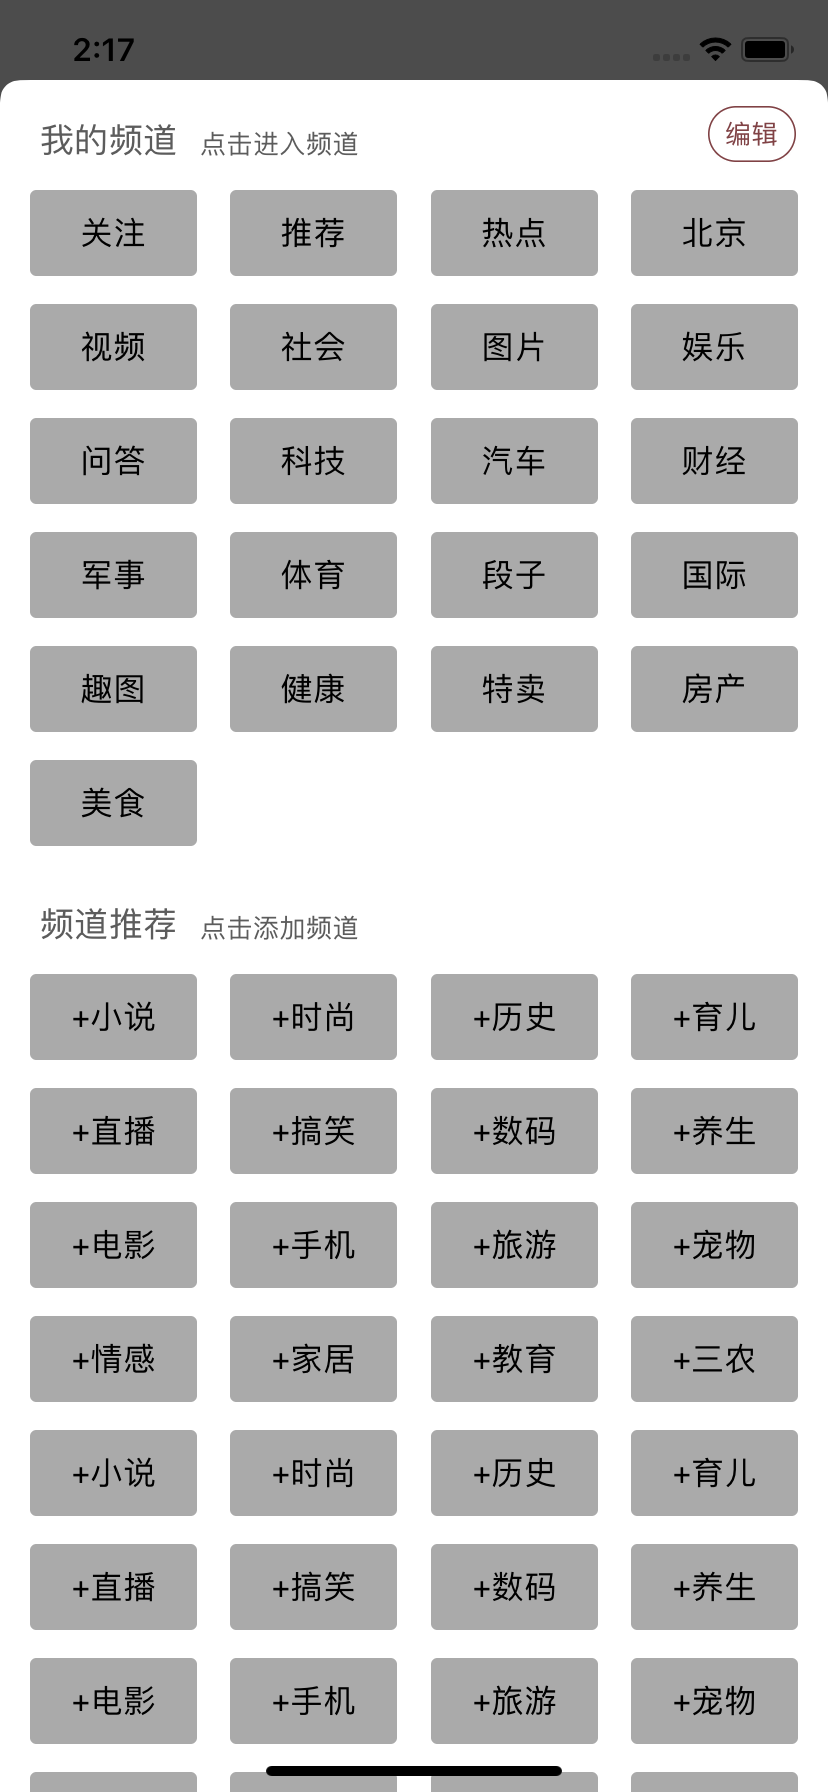 2:17
我的频道 点击进入频道 编辑
关注 推荐 热点 北京
视频 社会 图片 娱乐
问答 科技 汽车 财经
军事 体育 段子 国际
趣图 健康 特卖 房产
美食
频道推荐 点击添加频道
+小说 +时尚 +历史 +育儿
+直播 +搞笑 +数码 +养生
+电影 +手机 +旅游 +宠物
+情感 +家居 +教育 +三农
+小说 +时尚 +历史 +育儿
+直播 +搞笑 +数码 +养生
+电影 +手机 +旅游 +宠物